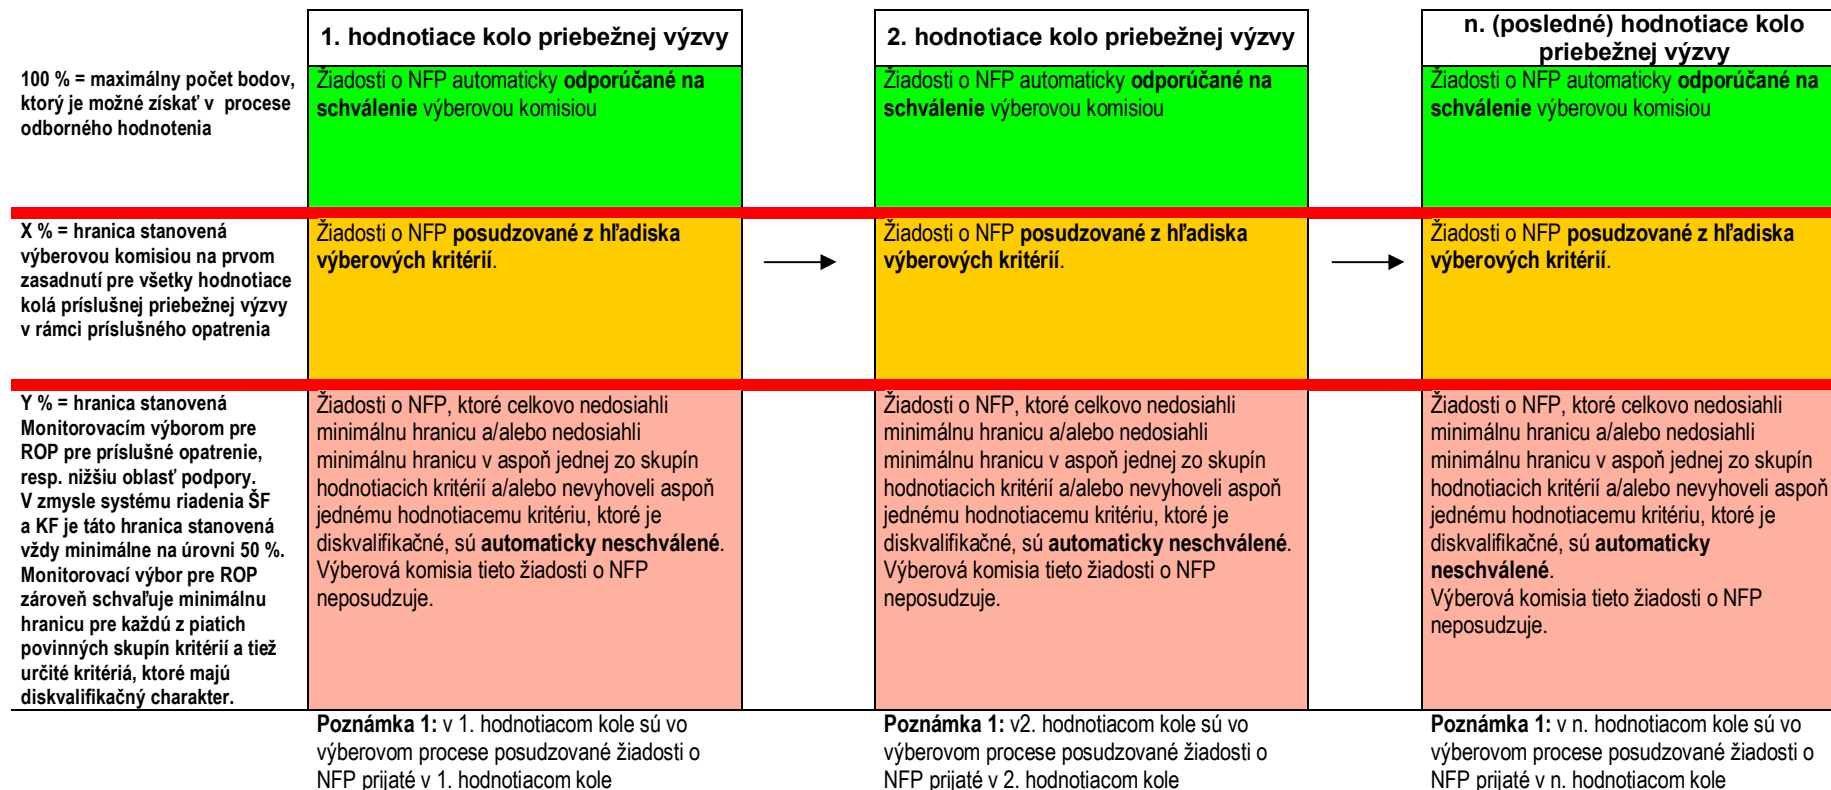 1. hodnotiace kolo priebežnej výzvy
2. hodnotiace kolo priebežnej výzvy
n. (posledné) hodnotiace kolo
priebežnej výzvy
100 % = maximálny počet bodov,
ktorý je možné získať v procese
odborného hodnotenia
Žiadosti o NFP automaticky odporúčané na
schválenie výberovou komisiou
Žiadosti o NFP automaticky odporúčané na
schválenie výberovou komisiou
Žiadosti o NFP automaticky odporúčané na
schválenie výberovou komisiou
X % = hranica stanovená
výberovou komisiou na prvom
zasadnutí pre všetky hodnotiace
kolá príslušnej priebežnej výzvy
v rámci príslušného opatrenia
Žiadosti o NFP posudzované z hľadiska
výberových kritérií.
Žiadosti o NFP posudzované z hľadiska
výberových kritérií.
Žiadosti o NFP posudzované z hľadiska
výberových kritérií.
Y % = hranica stanovená
Monitorovacím výborom pre
ROP pre príslušné opatrenie,
resp. nižšiu oblasť podpory.
V zmysle systému riadenia ŠF
a KF je táto hranica stanovená
vždy minimálne na úrovni 50 %.
Monitorovací výbor pre ROP
zároveň schvaľuje minimálnu
hranicu pre každú z piatich
povinných skupín kritérií a tiež
určité kritériá, ktoré majú
diskvalifikačný charakter.
Žiadosti o NFP, ktoré celkovo nedosiahli
minimálnu hranicu a/alebo nedosiahli
minimálnu hranicu v aspoň jednej zo skupín
hodnotiacich kritérií a/alebo nevyhoveli aspoň
jednému hodnotiacemu kritériu, ktoré je
diskvalifikačné, sú automaticky neschválené.
Výberová komisia tieto žiadosti o NFP
neposudzuje.
Žiadosti o NFP, ktoré celkovo nedosiahli
minimálnu hranicu a/alebo nedosiahli
minimálnu hranicu v aspoň jednej zo skupín
hodnotiacich kritérií a/alebo nevyhoveli aspoň
jednému hodnotiacemu kritériu, ktoré je
diskvalifikačné, sú automaticky neschválené.
Výberová komisia tieto žiadosti o NFP
neposudzuje.
Žiadosti o NFP, ktoré celkovo nedosiahli
minimálnu hranicu a/alebo nedosiahli
minimálnu hranicu v aspoň jednej zo skupín
hodnotiacich kritérií a/alebo nevyhoveli aspoň
jednému hodnotiacemu kritériu, ktoré je
diskvalifikačné, sú automaticky
neschválené.
Výberová komisia tieto žiadosti o NFP
neposudzuje.
Poznámka 1: v 1. hodnotiacom kole sú vo
výberovom procese posudzované žiadosti o
NFP prijaté v 1. hodnotiacom kole
Poznámka 1: v2. hodnotiacom kole sú vo
výberovom procese posudzované žiadosti o
NFP prijaté v 2. hodnotiacom kole
Poznámka 1: v n. hodnotiacom kole sú vo
výberovom procese posudzované žiadosti o
NFP prijaté v n. hodnotiacom kole